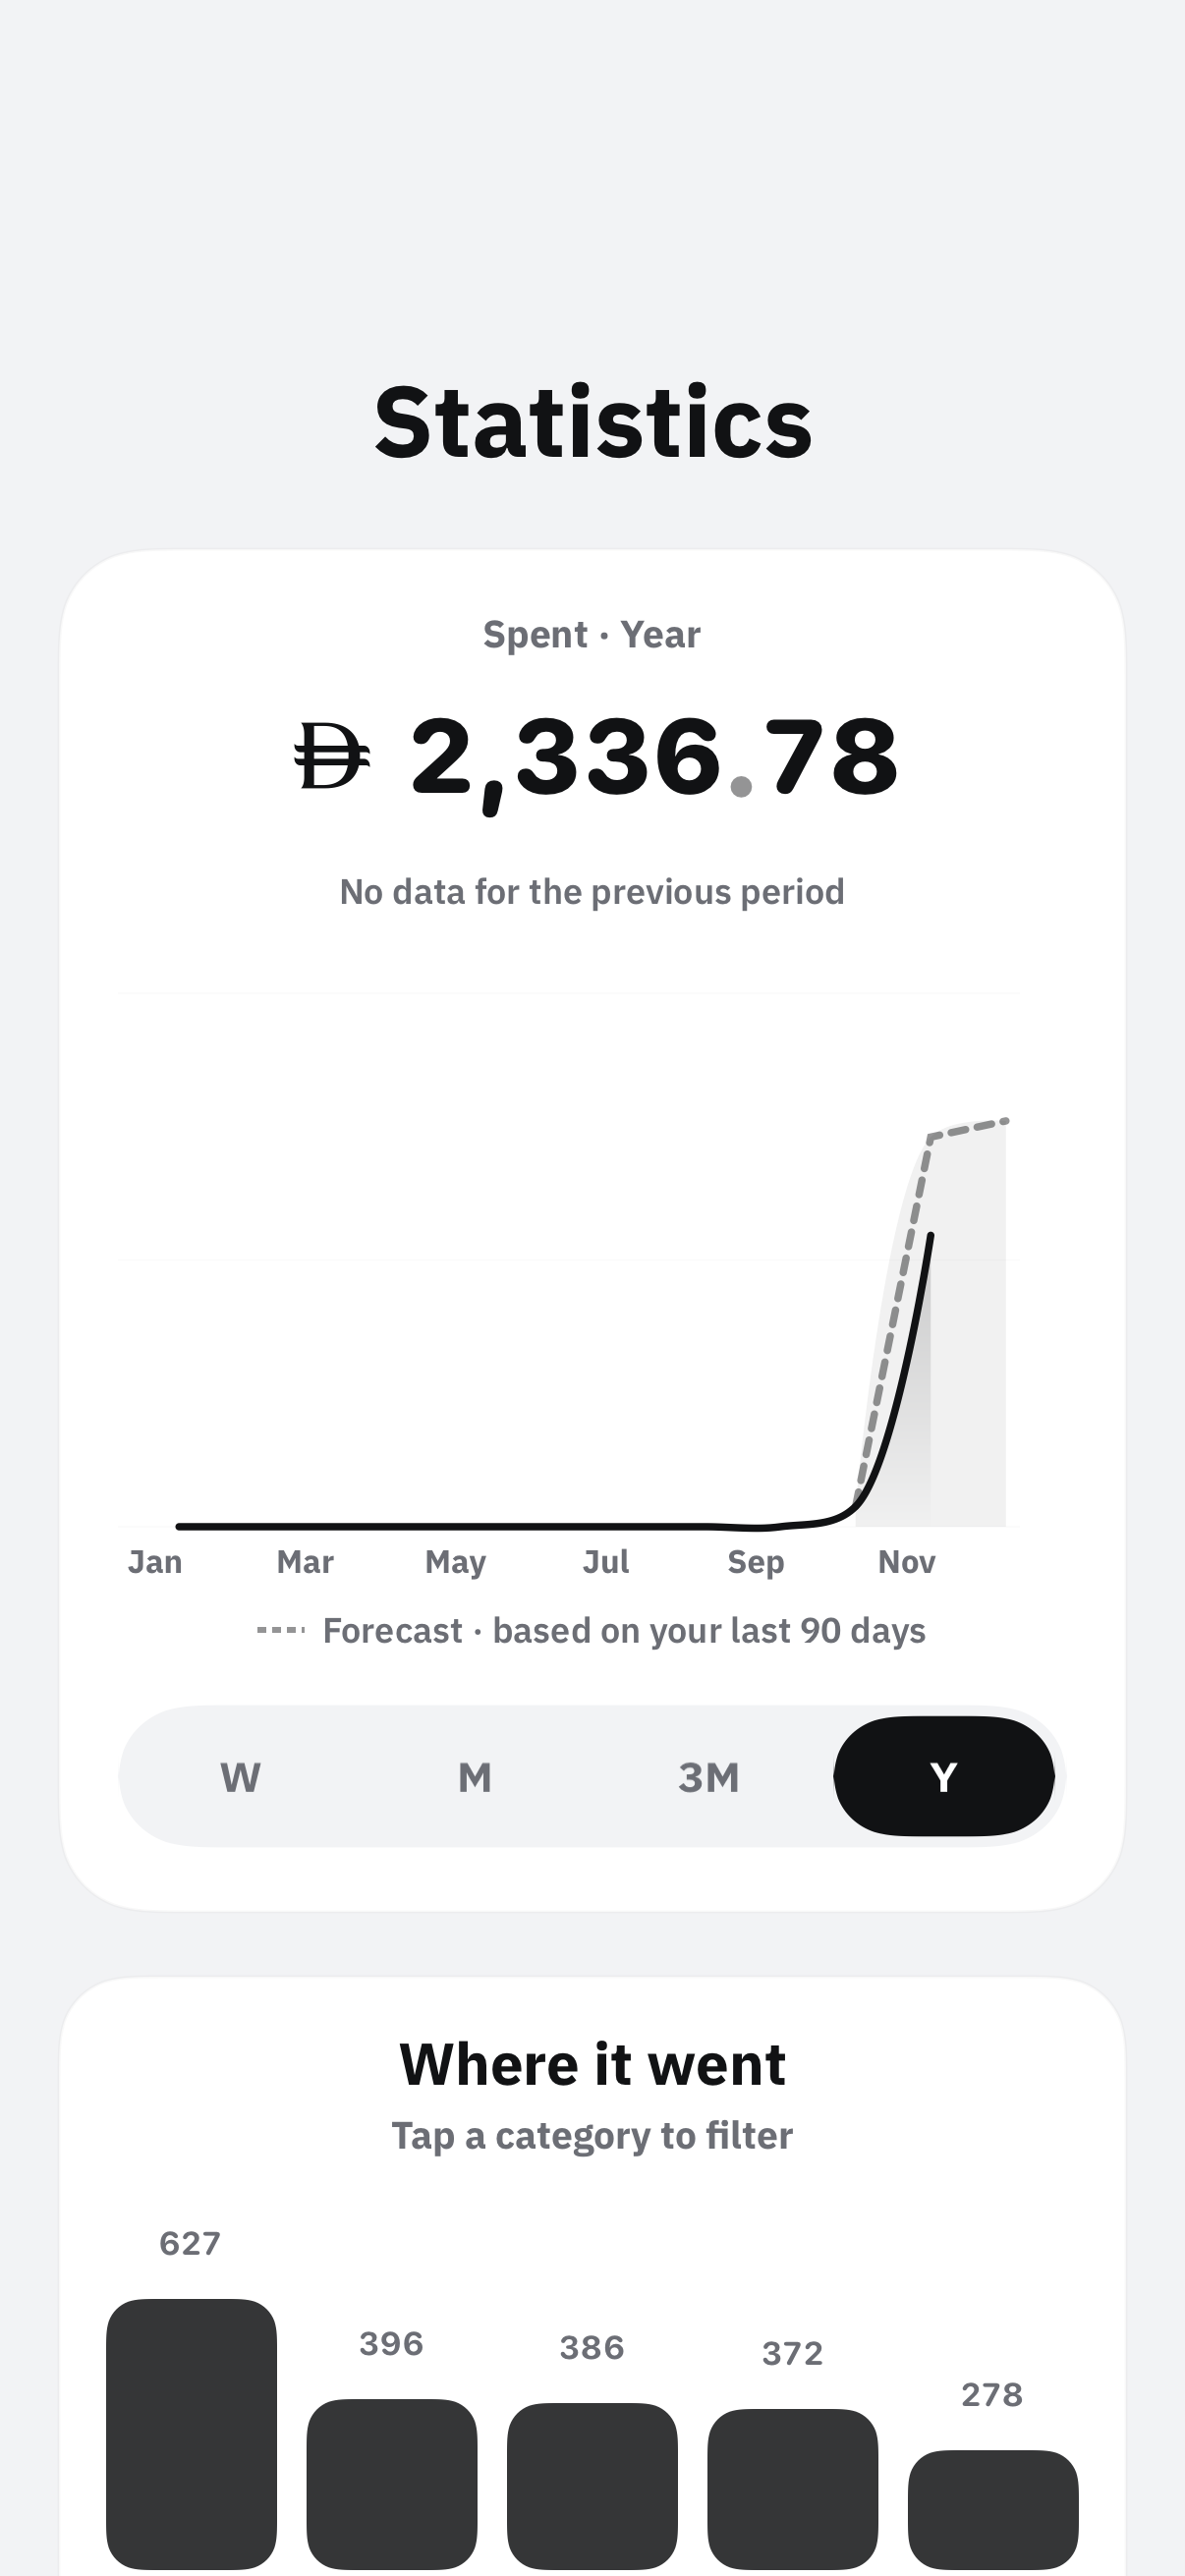 Statistics
Spent · Year
2,336.78
No data for the previous period
Jan Mar May Jul Sep Nov
Forecast · based on your last 90 days
W M 3M Y
Where it went
Tap a category to filter
627
396
386
372
278